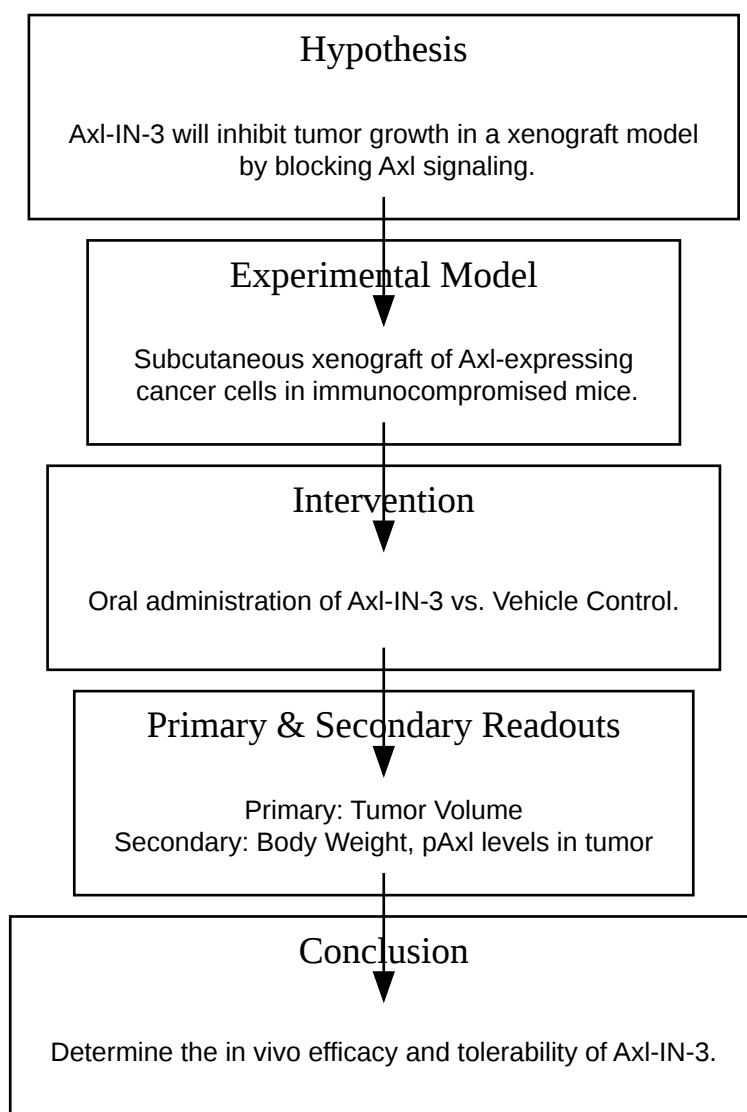 Hypothesis
Axl-IN-3 will inhibit tumor growth in a xenograft model
by blocking Axl signaling.
Experimental Model
Subcutaneous xenograft of Axl-expressing
cancer cells in immunocompromised mice.
Intervention
Oral administration of Axl-IN-3 vs. Vehicle Control.
Primary & Secondary Readouts
Primary: Tumor Volume
Secondary: Body Weight, pAxl levels in tumor
Conclusion
Determine the in vivo efficacy and tolerability of Axl-IN-3.